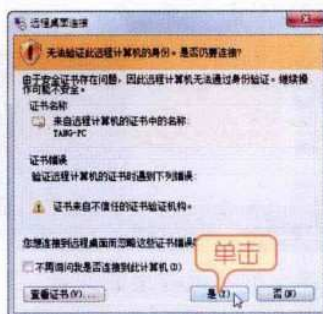 远程桌面连接
无法验证此远程计算机的身份。是否仍要连接?
由于安全证书存在问题，因此远程计算机无法通过身份验证。继续操
作可能不安全。
证书名称
来自远程计算机的证书中的名称:
TANG-PC
证书错误
验证远程计算机的证书时遇到下列错误:
证书来自不信任的证书验证机构。
您想连接到远程桌面而忽略这些证书错误
单击
不再询问我是否连接到此计算机(D)
查看证书(V)...
是(Y)
否(N)